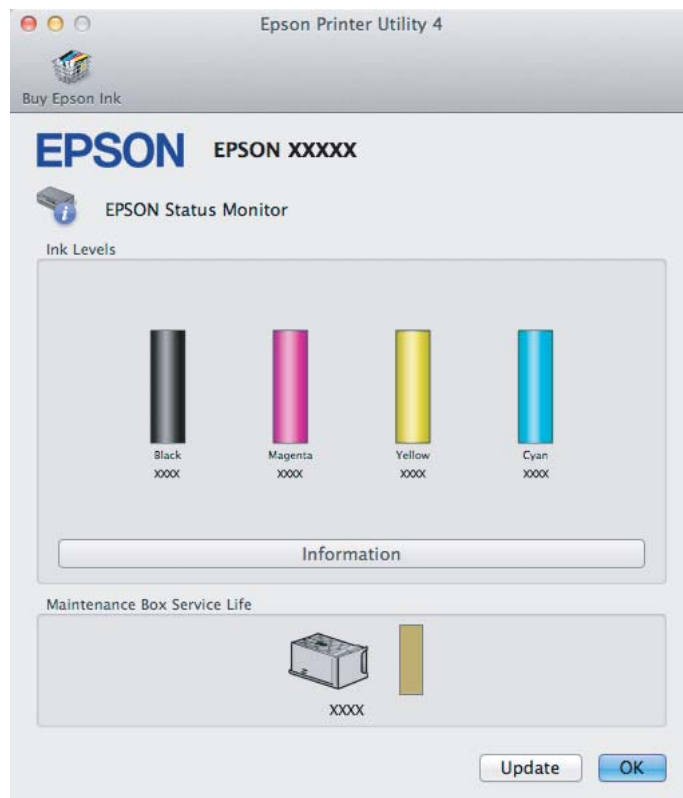 Epson Printer Utility 4
Buy Epson Ink
EPSON EPSON XXXXX
EPSON Status Monitor
Ink Levels
Black Magenta Yellow Cyan
XXXX XXXX XXXX XXXX
Information
Maintenance Box Service Life
XXXX
Update OK